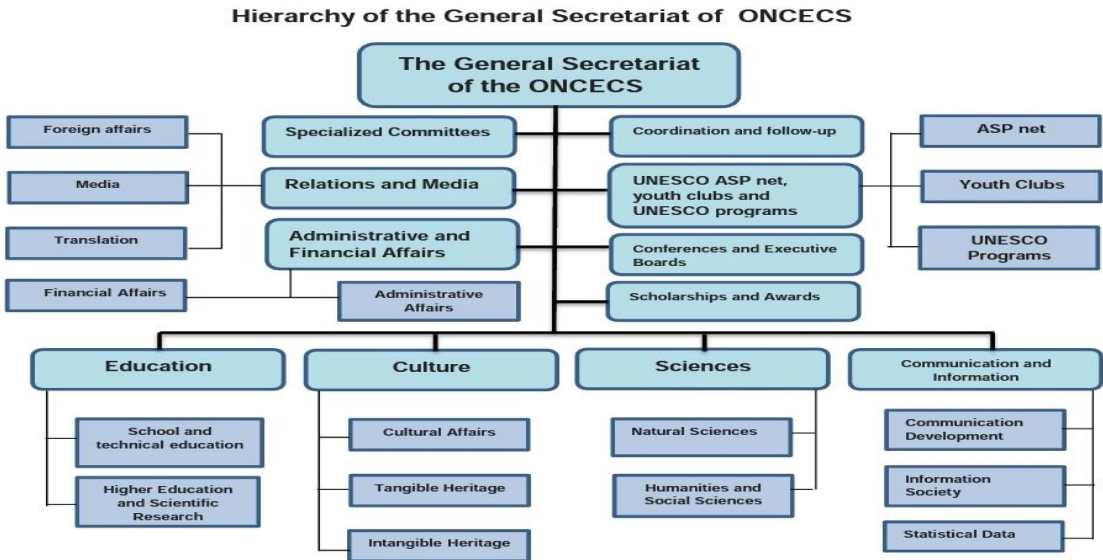 Hierarchy of the General Secretariat of ONCECS
The General Secretariat
of the ONCECS
Foreign affairs
Media
Translation
Financial Affairs
Specialized Committees
Relations and Media
Administrative and
Financial Affairs
Administrative
Affairs
Coordination and follow-up
UNESCO ASP net,
youth clubs and
UNESCO programs
Conferences and Executive
Boards
Scholarships and Awards
ASP net
Youth Clubs
UNESCO
Programs
Education
School and
technical education
Higher Education
and Scientific
Research
Culture
Cultural Affairs
Tangible Heritage
Intangible Heritage
Sciences
Natural Sciences
Humanities and
Social Sciences
Communication and
Information
Communication
Development
Information
Society
Statistical Data